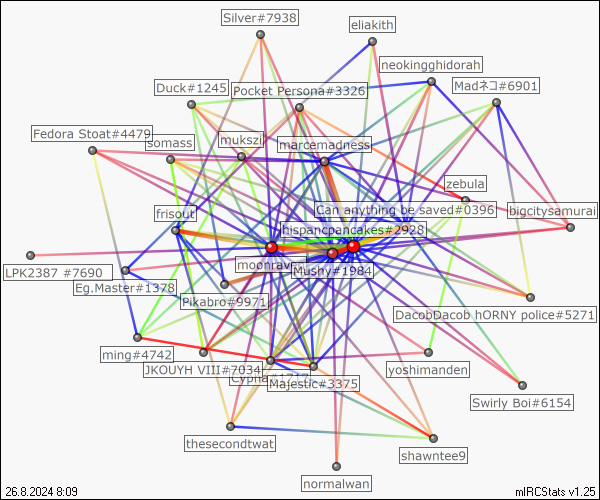 Silver#7938
eliakith
neokingghidorah
Duck#1245
Pocket Persona#3326
Madネコ#6901
Fedora Stoat#4479
somass
mukszi
marcemadness
zebula
Can anything be saved#0396
bigcitysamurai
frisout
hispancpancakes#2928
moonrav
Mushy#1984
LPK2387 #7690
Eg.Master#1378
Pikabro#9971
DacobDacob hORNY police#5271
ming#4742
JKOUYH VIII#7034
yoshimanden
Majestic#3375
Swirly Boi#6154
thesecondtwat
shawntee9
normalwan
26.8.2024 8:09
mIRCStats v1.25